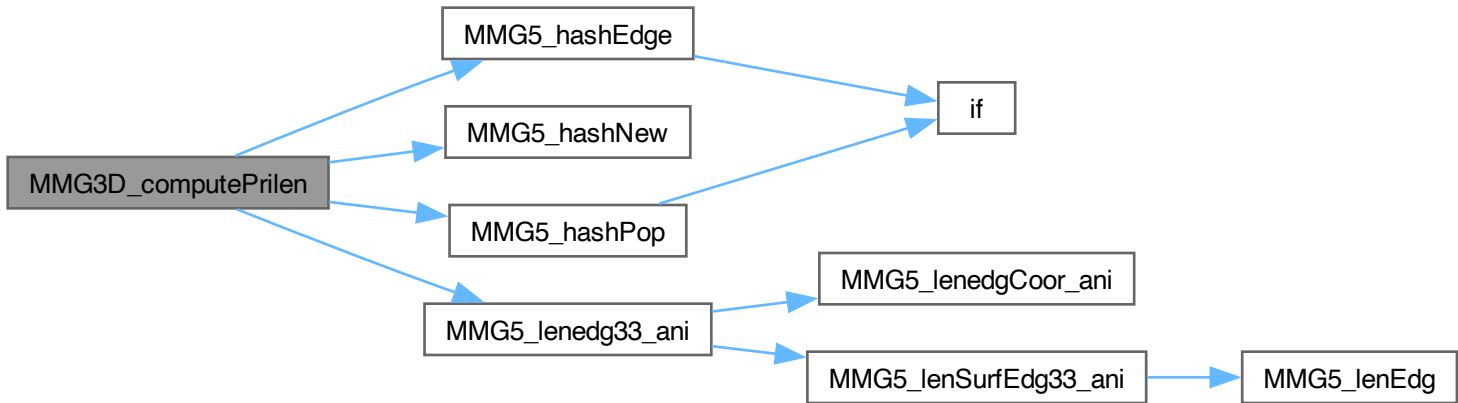 MMG5_hashEdge
if
MMG5_hashNew
MMG3D_computePrilen
MMG5_hashPop
MMG5_lenedgCoor_ani
MMG5_lenedg33_ani
MMG5_lenSurfEdg33_ani
MMG5_lenEdg